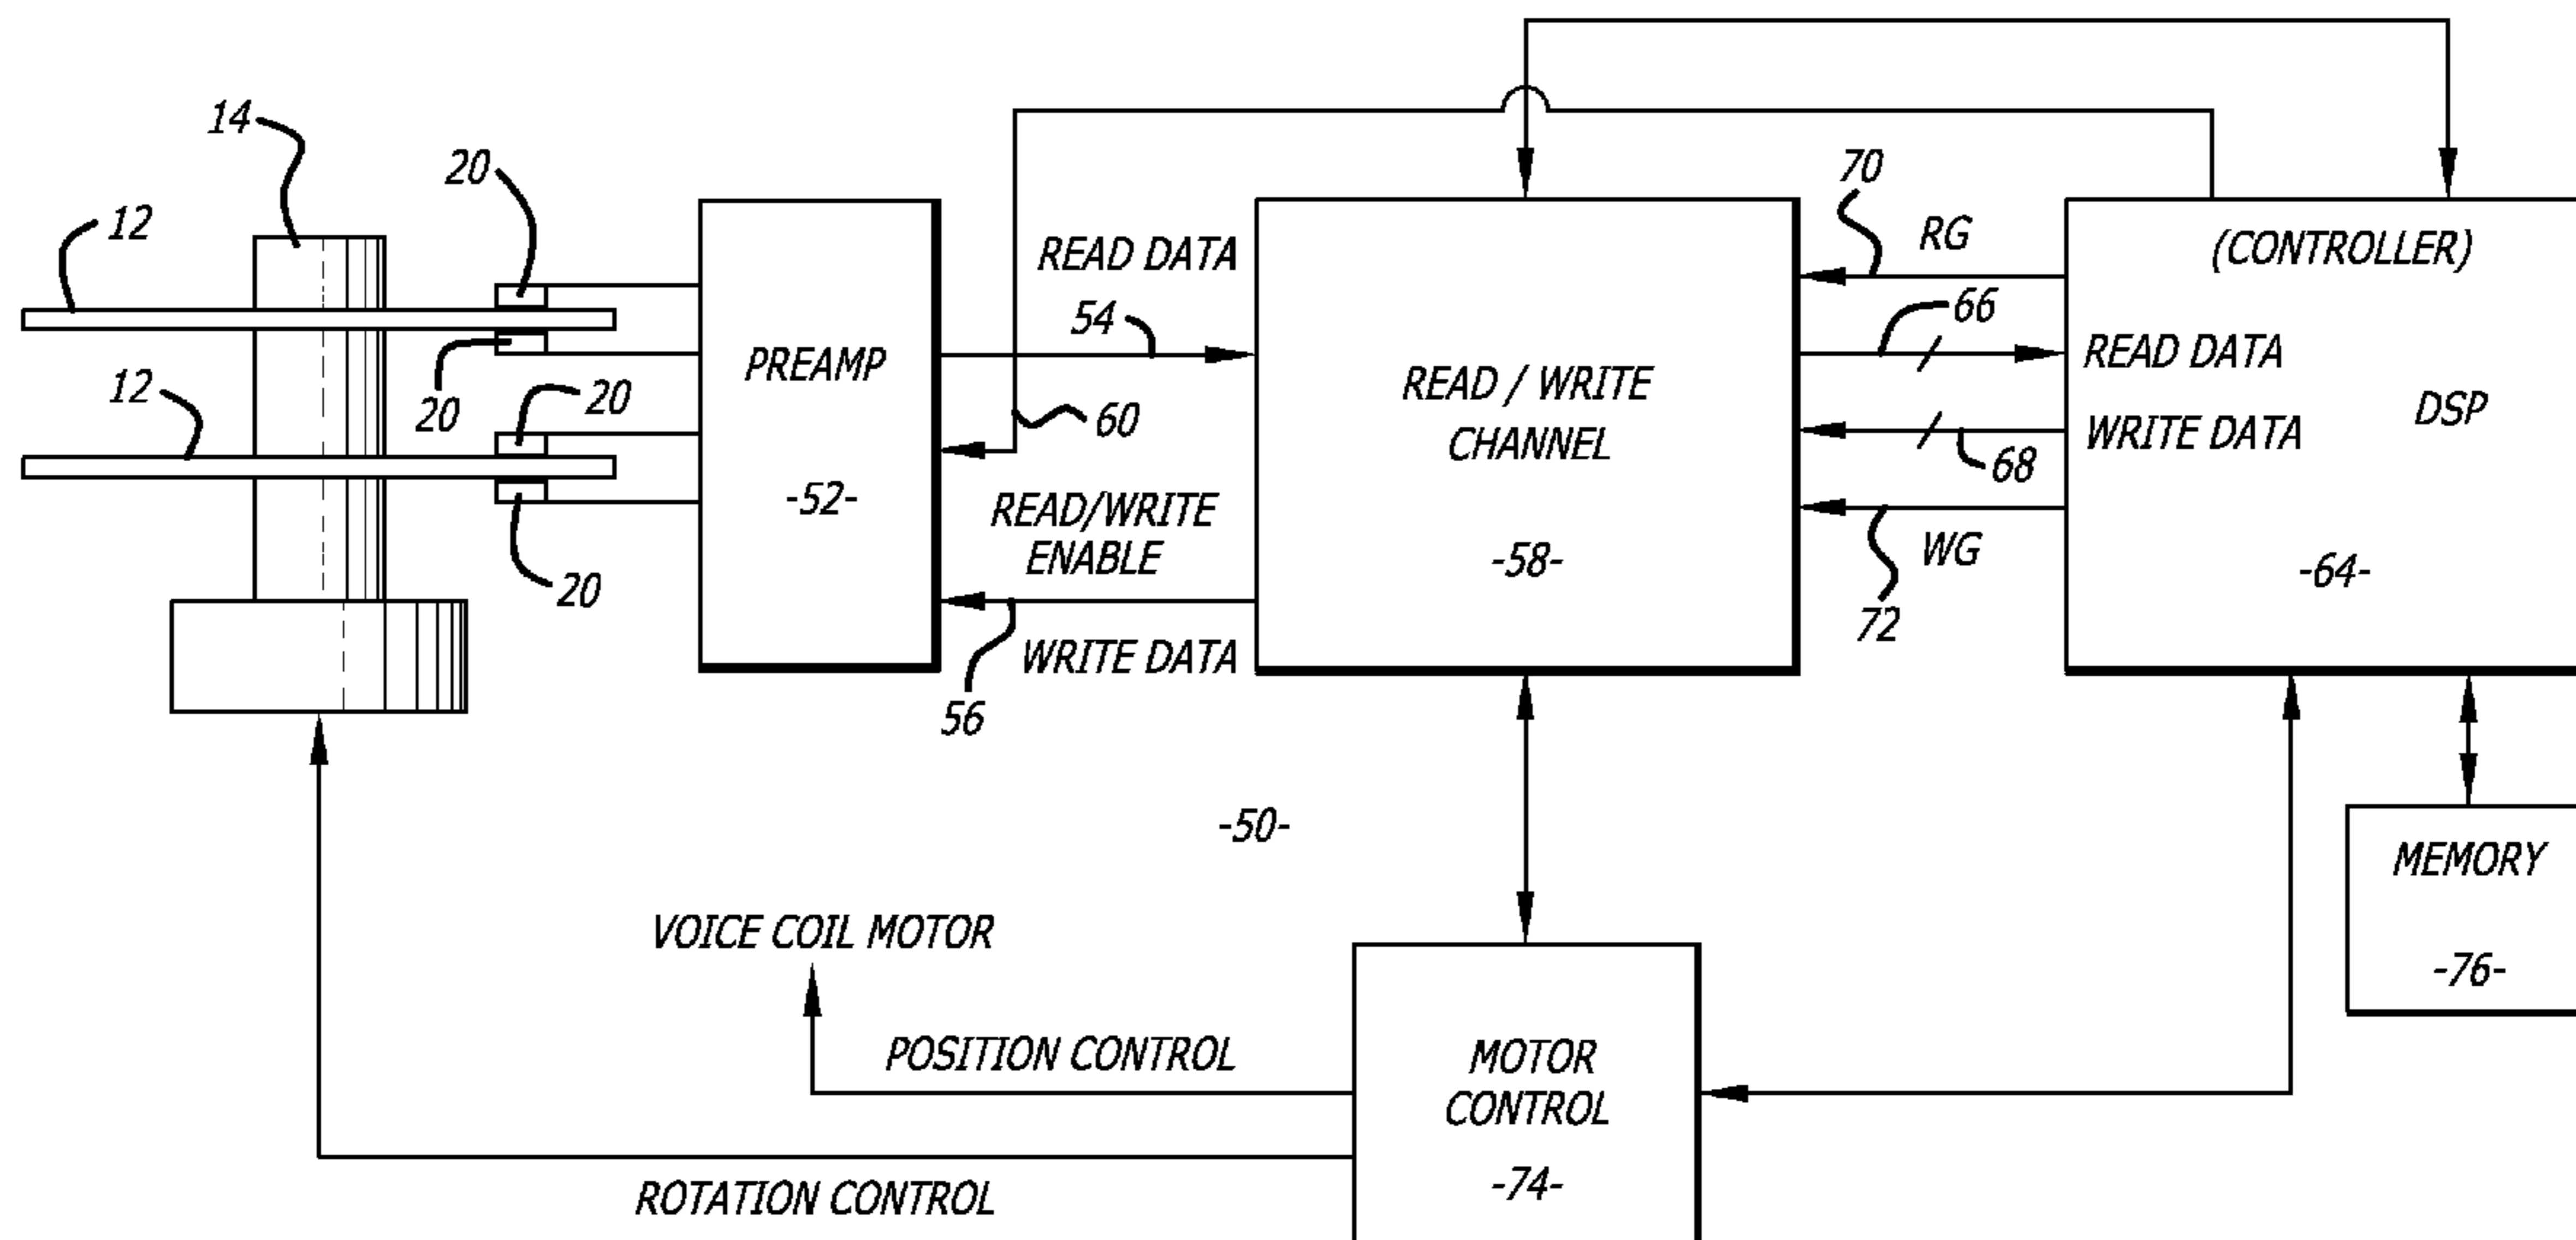 14
20
12
70
RG
(CONTROLLER)
READ DATA
54
66
READ DATA
PREAMP
READ / WRITE
CHANNEL
DSP
12
20
20
60
WRITE DATA
68
-52-
READ/WRITE
ENABLE
-58-
WG
-64-
20
72
WRITE DATA
56
-50-
MEMORY
-76-
VOICE COIL MOTOR
POSITION CONTROL
MOTOR
CONTROL
-74-
ROTATION CONTROL